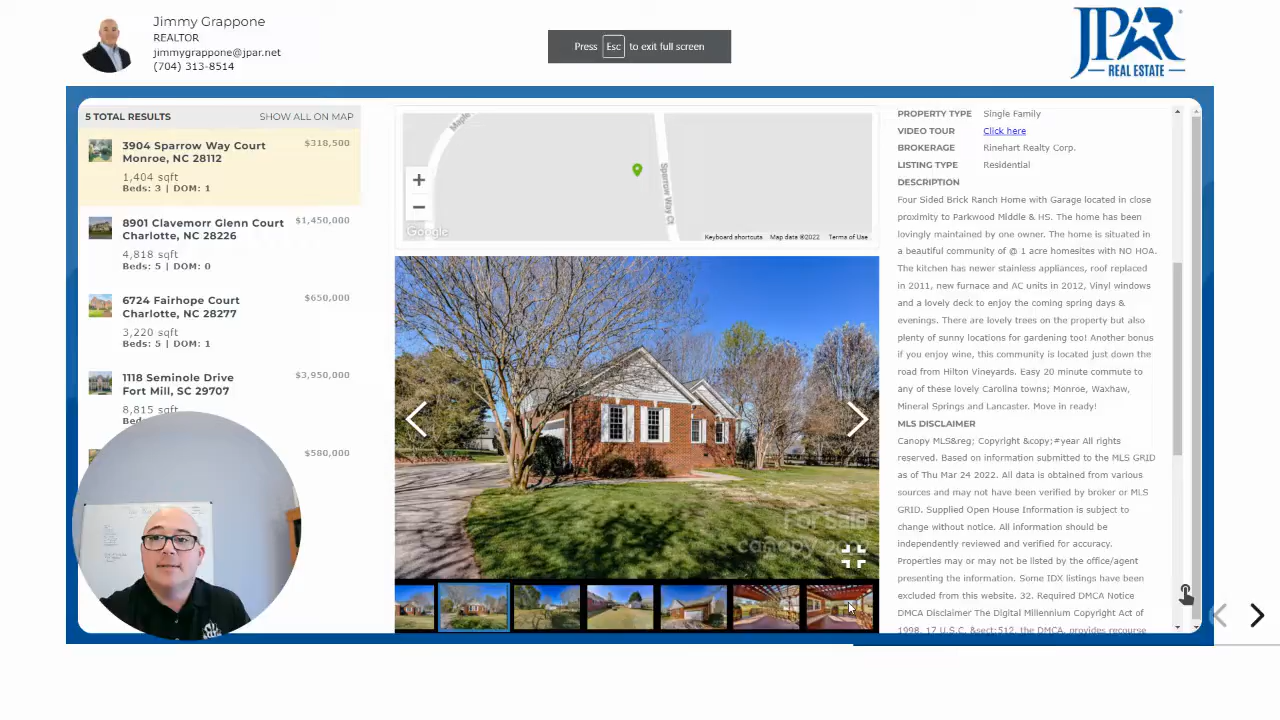 Jimmy Grappone
REALTOR
jimmygrappone@jpar.net
(704) 313-8514
Press Esc to exit full screen
JPAR
REAL ESTATE
5 TOTAL RESULTS
SHOW ALL ON MAP
3904 Sparrow Way Court
Monroe, NC 28112
$318,500
1,404 sqft
Beds: 3 | DOM: 1
8901 Clavemorr Glenn Court
Charlotte, NC 28226
$1,450,000
4,818 sqft
Beds: 5 | DOM: 0
6724 Fairhope Court
Charlotte, NC 28277
$650,000
3,220 sqft
Beds: 5 | DOM: 1
1118 Seminole Drive
Fort Mill, SC 29707
$3,950,000
8,815 sqft
$580,000
Maple
Sparrow Way Ct
+
−
Google
Keyboard shortcuts
Map data ©2022
Terms of Use
canopy
PROPERTY TYPE Single Family
VIDEO TOUR Click here
BROKERAGE Rinehart Realty Corp.
LISTING TYPE Residential
DESCRIPTION
Four Sided Brick Ranch Home with Garage located in close
proximity to Parkwood Middle & HS. The home has been
lovingly maintained by one owner. The home is situated in
a beautiful community of @ 1 acre homesites with NO HOA.
The kitchen has newer stainless appliances, roof replaced
in 2011, new furnace and AC units in 2012, Vinyl windows
and a lovely deck to enjoy the coming spring days &
evenings. There are lovely trees on the property but also
plenty of sunny locations for gardening too! Another bonus
if you enjoy wine, this community is located just down the
road from Hilton Vineyards. Easy 20 minute commute to
any of these lovely Carolina towns; Monroe, Waxhaw,
Mineral Springs and Lancaster. Move in ready!
MLS DISCLAIMER
Canopy MLS&reg; Copyright &copy;#year All rights
reserved. Based on information submitted to the MLS GRID
as of Thu Mar 24 2022. All data is obtained from various
sources and may not have been verified by broker or MLS
GRID. Supplied Open House Information is subject to
change without notice. All information should be
independently reviewed and verified for accuracy.
Properties may or may not be listed by the office/agent
presenting the information. Some IDX listings have been
excluded from this website. 32. Required DMCA Notice
DMCA Disclaimer The Digital Millennium Copyright Act of
1998, 17 U.S.C. &sect;512, the DMCA, provides recourse